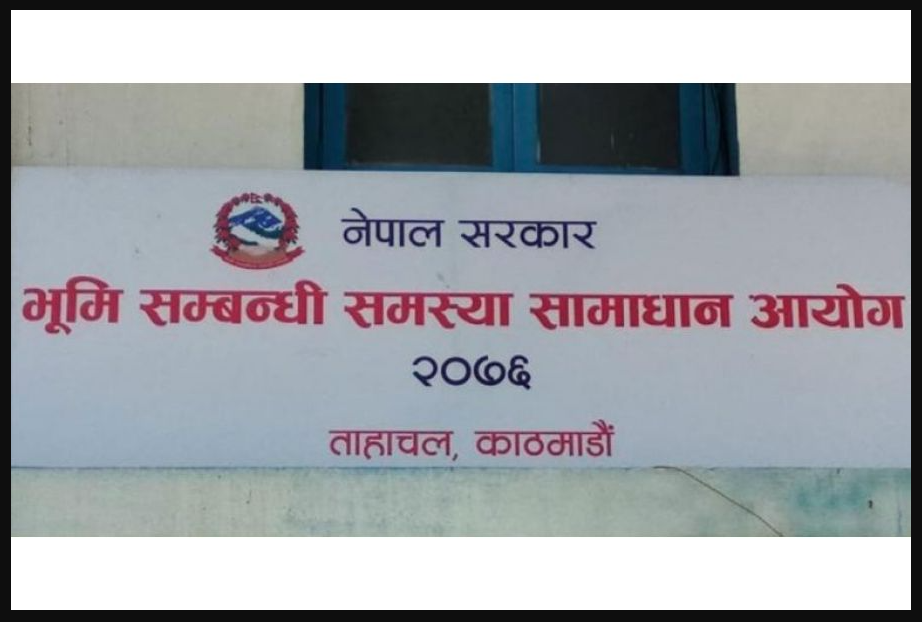 नेपाल सरकार
भूमि सम्बन्धी समस्या सामाधान आयोग
२०७६
ताहाचल, काठमाडौं